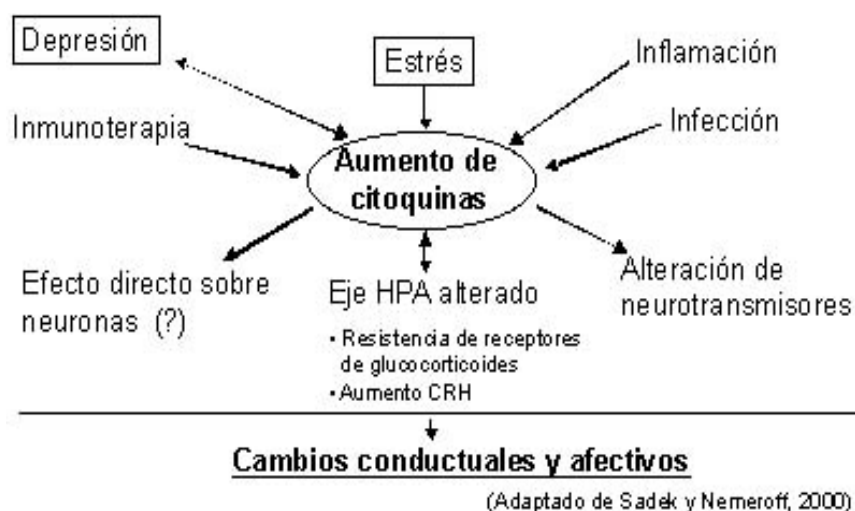 Depresión
Estrés
Inflamación
Inmunoterapia
Infección
Aumento de
citoquinas
Efecto directo sobre
neuronas (?)
Eje HPA alterado
• Resistencia de receptores
de glucocorticoides
• Aumento CRH
Alteración de
neurotransmisores
Cambios conductuales y afectivos
(Adaptado de Sadek y Nemeroff, 2000)